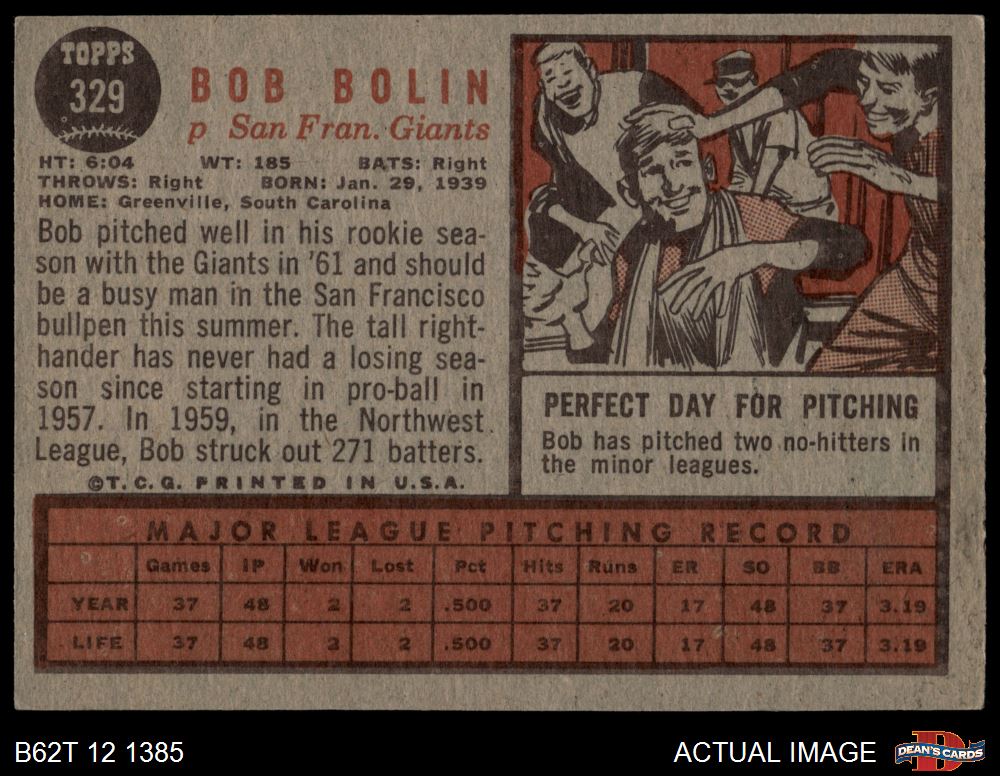 TOPPS
329
BOB BOLIN
p San Fran. Giants
HT: 6:04 WT: 185 BATS: Right
THROWS: Right BORN: Jan. 29, 1939
HOME: Greenville, South Carolina
Bob pitched well in his rookie sea-
son with the Giants in '61 and should
be a busy man in the San Francisco
bullpen this summer. The tall right-
hander has never had a losing sea-
son since starting in pro-ball in
1957. In 1959, in the Northwest
League, Bob struck out 271 batters.
©T.C.G. PRINTED IN U.S.A.
PERFECT DAY FOR PITCHING
Bob has pitched two no-hitters in
the minor leagues.
MAJOR LEAGUE PITCHING RECORD
Games IP Won Lost Pct Hits Runs ER SO BB ERA
YEAR 37 48 2 2 .500 37 20 17 48 37 3.19
LIFE 37 48 2 2 .500 37 20 17 48 37 3.19
B62T 12 1385
ACTUAL IMAGE
DEAN'S CARDS